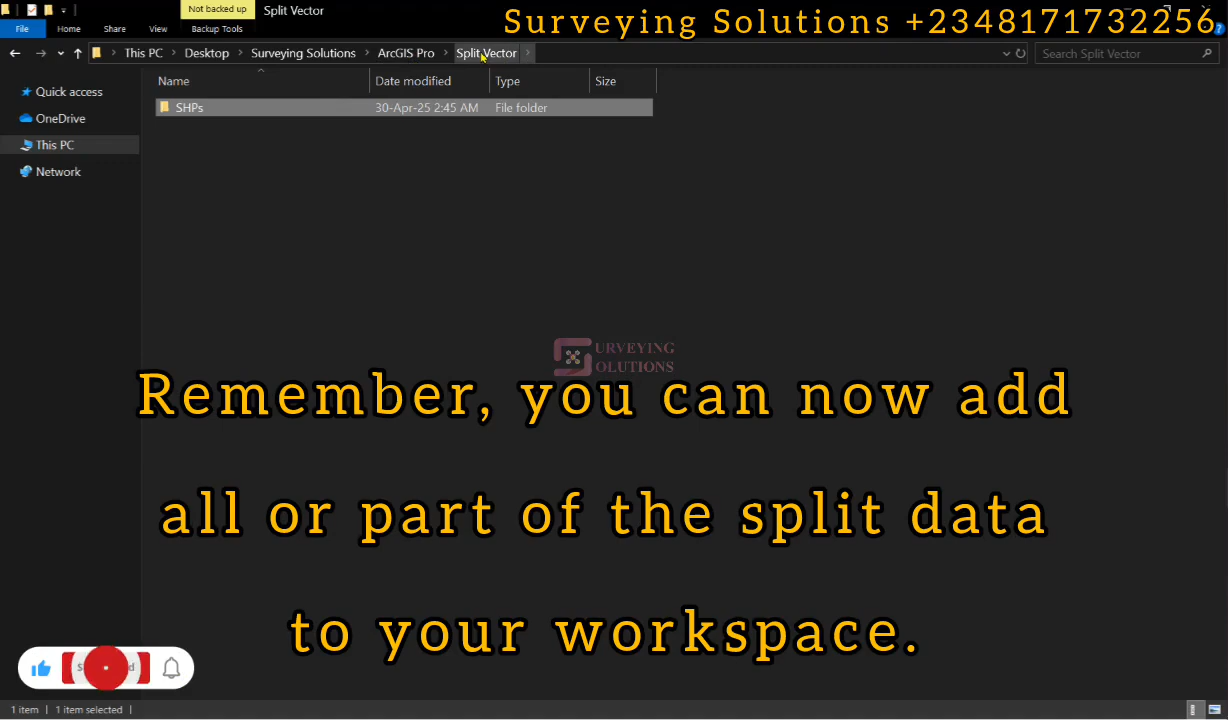 Not backed up
Split Vector
Surveying Solutions +2348171732256
File
Home
Share
View
Backup Tools
This PC
Desktop
Surveying Solutions
ArcGIS Pro
Split Vector
Search Split Vector
Name
Date modified
Type
Size
SHPs
30-Apr-25 2:45 AM
File folder
Quick access
OneDrive
This PC
Network
URVEYING
OLUTIONS
Remember, you can now add
all or part of the split data
to your workspace.
1 item
1 item selected